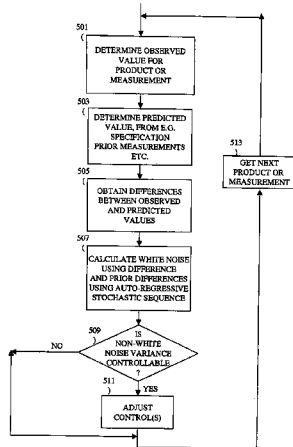 501
DETERMINE OBSERVED
VALUE FOR
PRODUCT OR
MEASUREMENT
503
DETERMINE PREDICTED
VALUE, FROM E.G.
SPECIFICATION
PRIOR MEASUREMENTS
ETC.
505
OBTAIN DIFFERENCES
BETWEEN OBSERVED
AND PREDICTED
VALUES
507
CALCULATE WHITE NOISE
USING DIFFERENCE
AND PRIOR DIFFERENCES
USING AUTO-REGRESSIVE
STOCHASTIC SEQUENCE
509
IS
NON-WHITE
NOISE VARIANCE
CONTROLLABLE
?
NO
YES
511
ADJUST
CONTROL(S)
513
GET NEXT
PRODUCT OR
MEASUREMENT